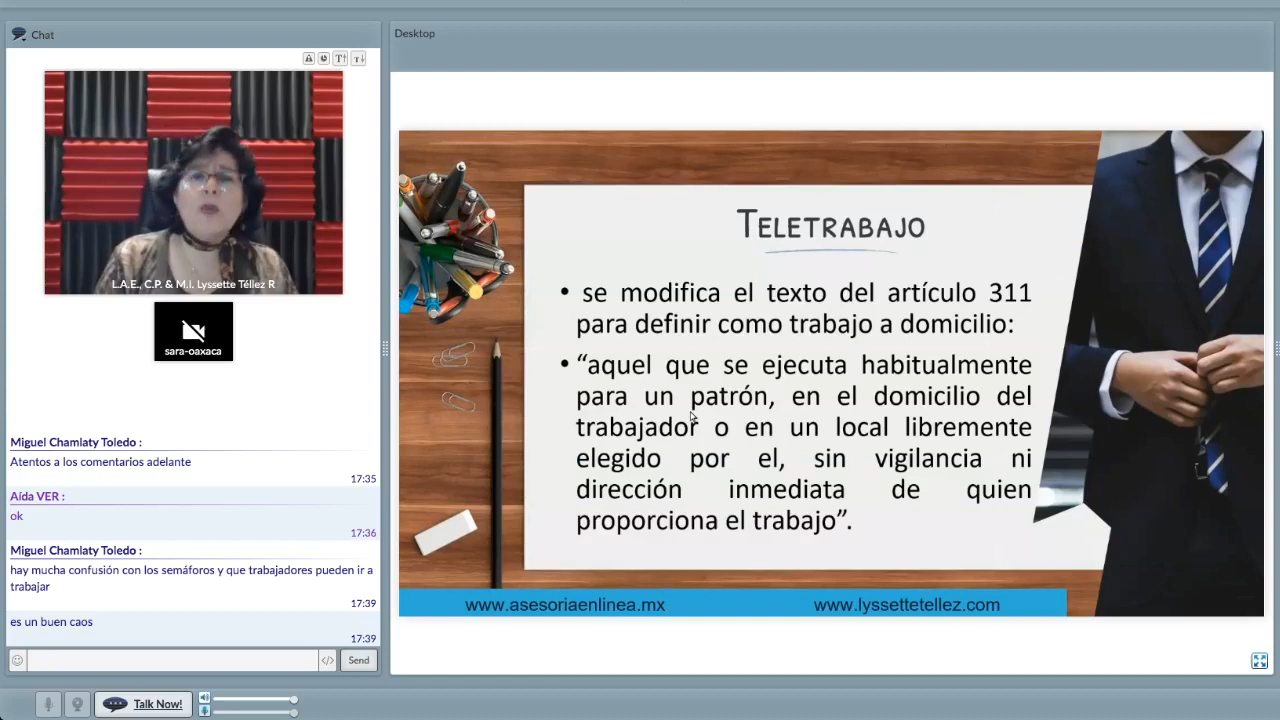 Chat
L.A.E., C.P. & M.i. Lyssette Téllez R
sara-oaxaca
Miguel Chamlaty Toledo :
Atentos a los comentarios adelante
17:35
Aída VER :
ok
17:36
Miguel Chamlaty Toledo :
hay mucha confusión con los semáforos y que trabajadores pueden ir a
trabajar
17:39
es un buen caos
17:39
Send
Talk Now!
Desktop
TELETRABAJO
• se modifica el texto del artículo 311
para definir como trabajo a domicilio:
• “aquel que se ejecuta habitualmente
para un patrón, en el domicilio del
trabajador o en un local libremente
elegido por el, sin vigilancia ni
dirección inmediata de quien
proporciona el trabajo”.
www.asesoriaenlinea.mx
www.lyssettetellez.com